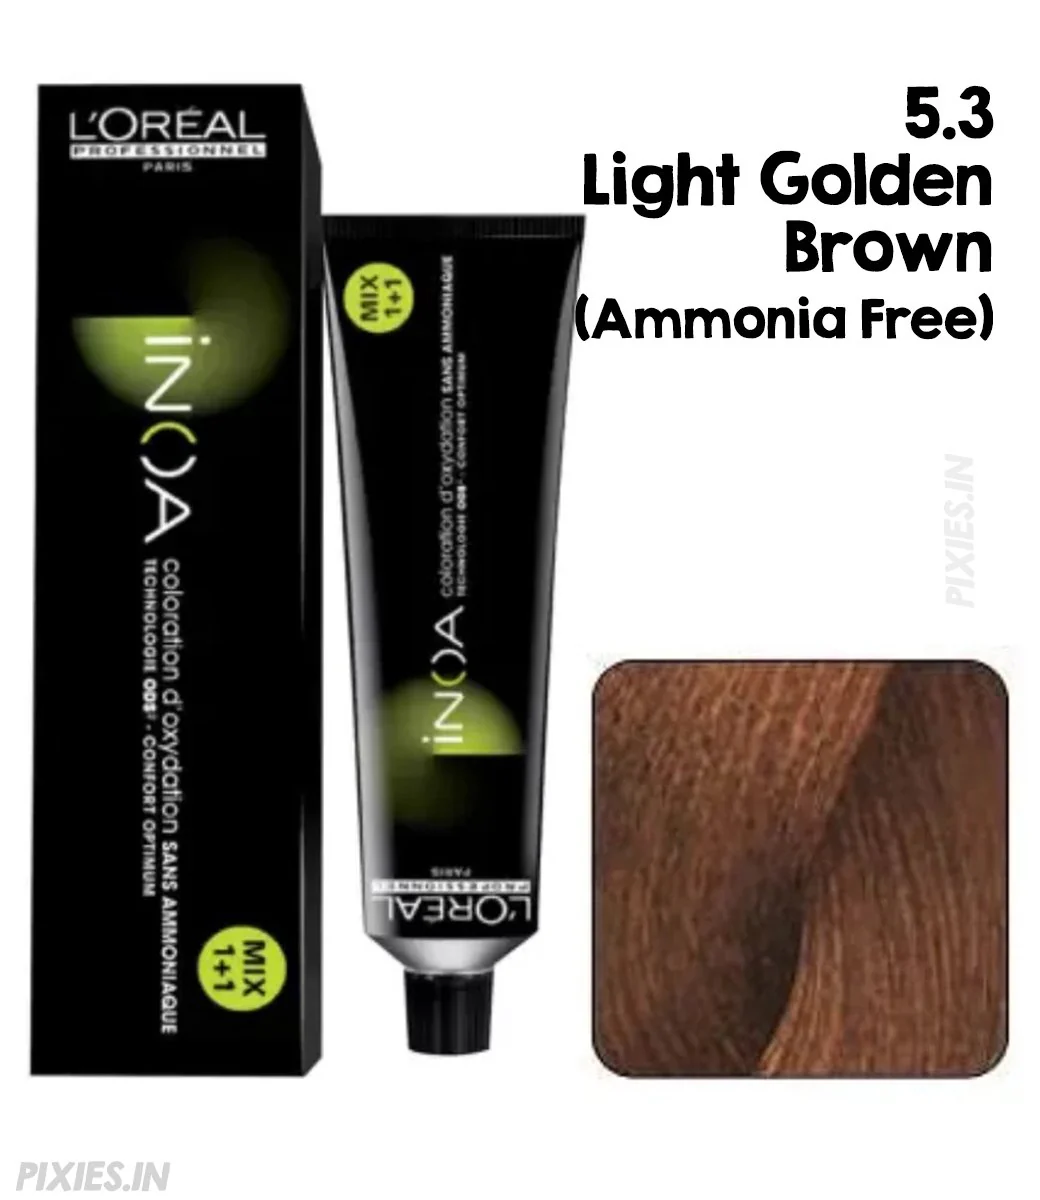 L'ORÉAL
PROFESSIONNEL
PARIS
iNOA
coloration d'oxydation SANS AMMONIAQUE
TECHNOLOGIE ODS² - CONFORT OPTIMUM
MIX
1+1
MIX
1+1
iNOA
coloration d'oxydation SANS AMMONIAQUE
TECHNOLOGIE ODS² - CONFORT OPTIMUM
L'ORÉAL
PROFESSIONNEL
PARIS
5.3
Light Golden
Brown
(Ammonia Free)
PIXIES.IN
PIXIES.IN